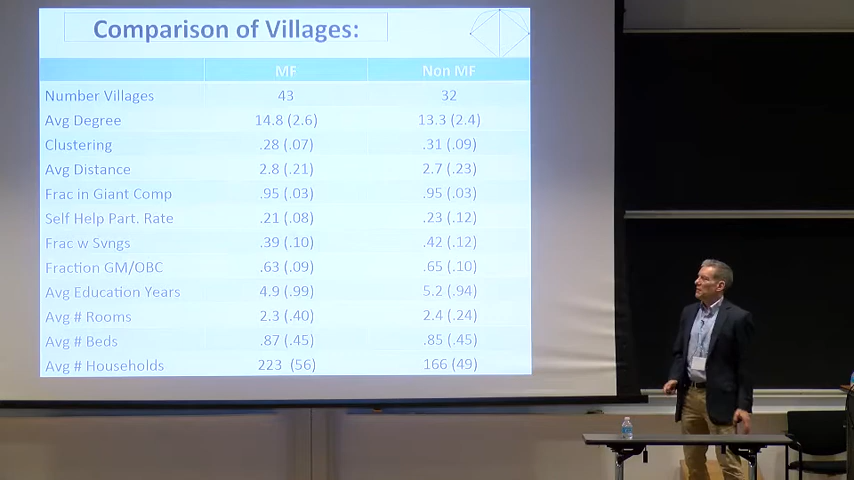 Comparison of Villages:
MF Non MF
Number Villages 43 32
Avg Degree 14.8 (2.6) 13.3 (2.4)
Clustering .28 (.07) .31 (.09)
Avg Distance 2.8 (.21) 2.7 (.23)
Frac in Giant Comp .95 (.03) .95 (.03)
Self Help Part. Rate .21 (.08) .23 (.12)
Frac w Svngs .39 (.10) .42 (.12)
Fraction GM/OBC .63 (.09) .65 (.10)
Avg Education Years 4.9 (.99) 5.2 (.94)
Avg # Rooms 2.3 (.40) 2.4 (.24)
Avg # Beds .87 (.45) .85 (.45)
Avg # Households 223 (56) 166 (49)